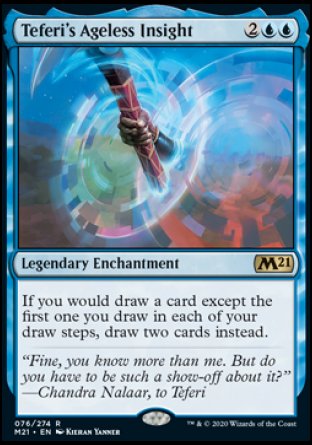 Teferi's Ageless Insight 2
Legendary Enchantment M21
If you would draw a card except the
first one you draw in each of your
draw steps, draw two cards instead.
“Fine, you know more than me. But do
you have to be such a show-off about it?”
—Chandra Nalaar, to Teferi
076/274 R
M21 • EN Kieran Yanner ™ & © 2020 Wizards of the Coast